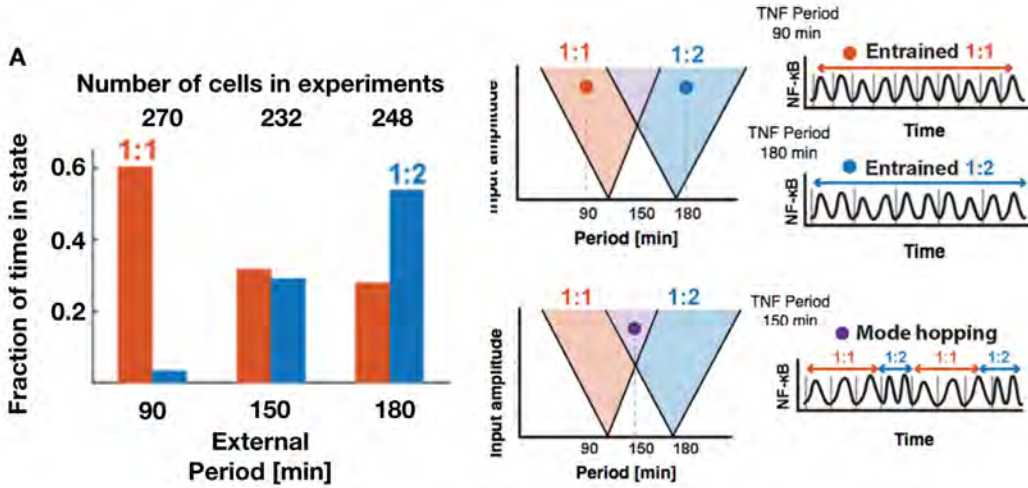 A
Number of cells in experiments
270 232 248
Fraction of time in state
0.6
0.4
0.2
1:1
1:2
90 150 180
External
Period [min]
1:1 1:2
Input amplitude
90 150 180
Period [min]
TNF Period
90 min
Entrained 1:1
NF-κB
Time
TNF Period
180 min
Entrained 1:2
NF-κB
Time
1:1 1:2
Input amplitude
90 150 180
Period [min]
TNF Period
150 min
Mode hopping
1:1 1:2 1:1 1:2
NF-κB
Time